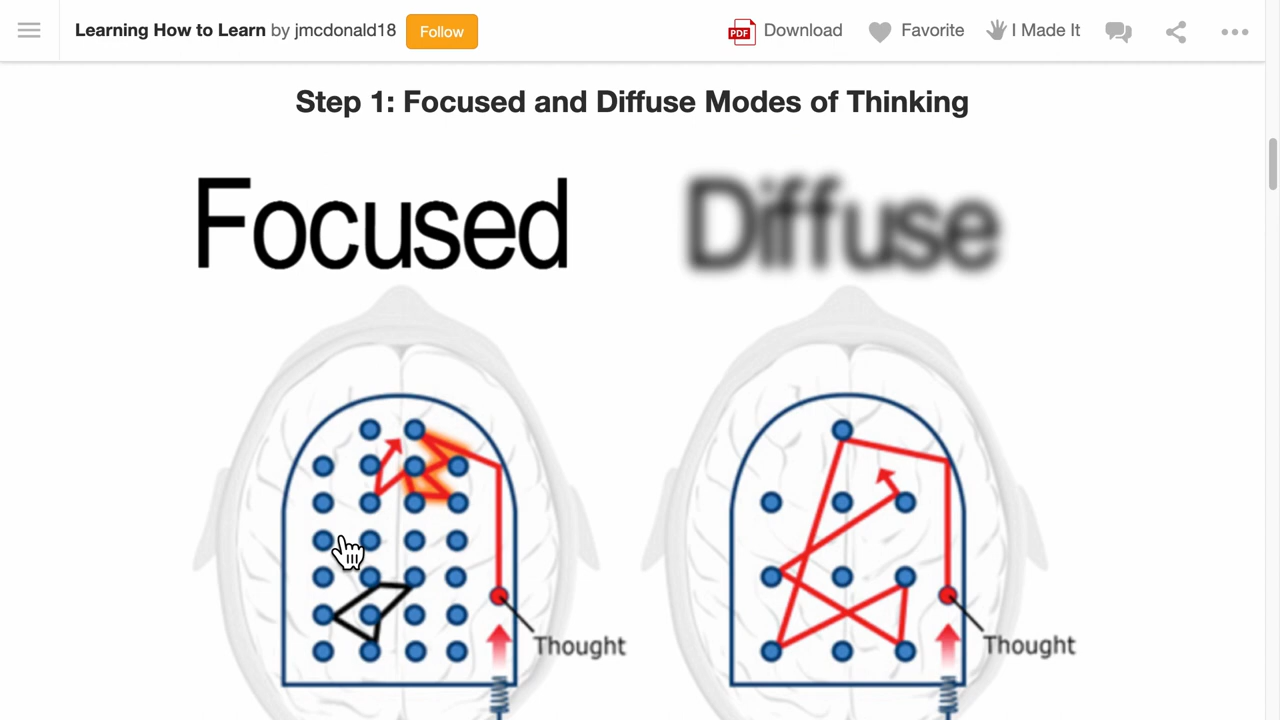 Learning How to Learn by jmcdonald18 Follow PDF Download Favorite I Made It
Step 1: Focused and Diffuse Modes of Thinking
Focused Diffuse
Thought Thought